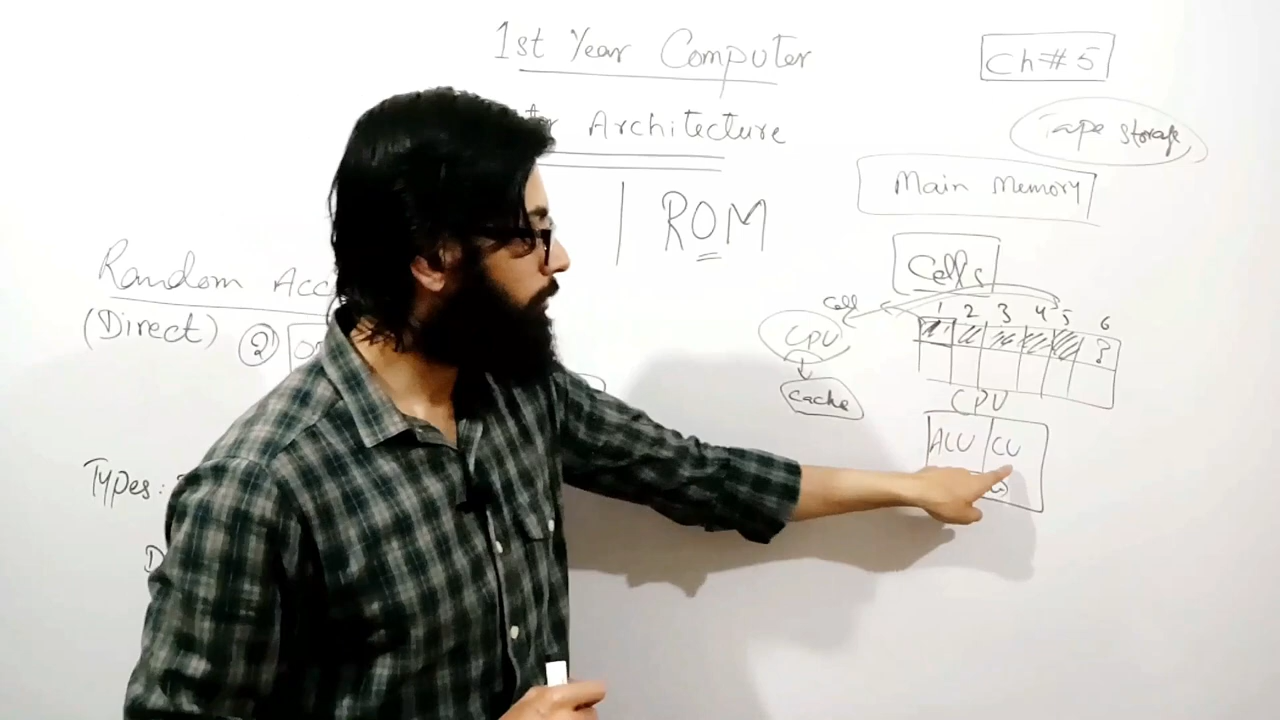 1st Year Computer
Ch # 5
Architecture
Tape Storage
Main Memory
ROM
Cells
Random Acc
(Direct)
2
Cell
1 2 3 4 5 6
CPU
?
Cache
CPU
ALU CU
Types:
D